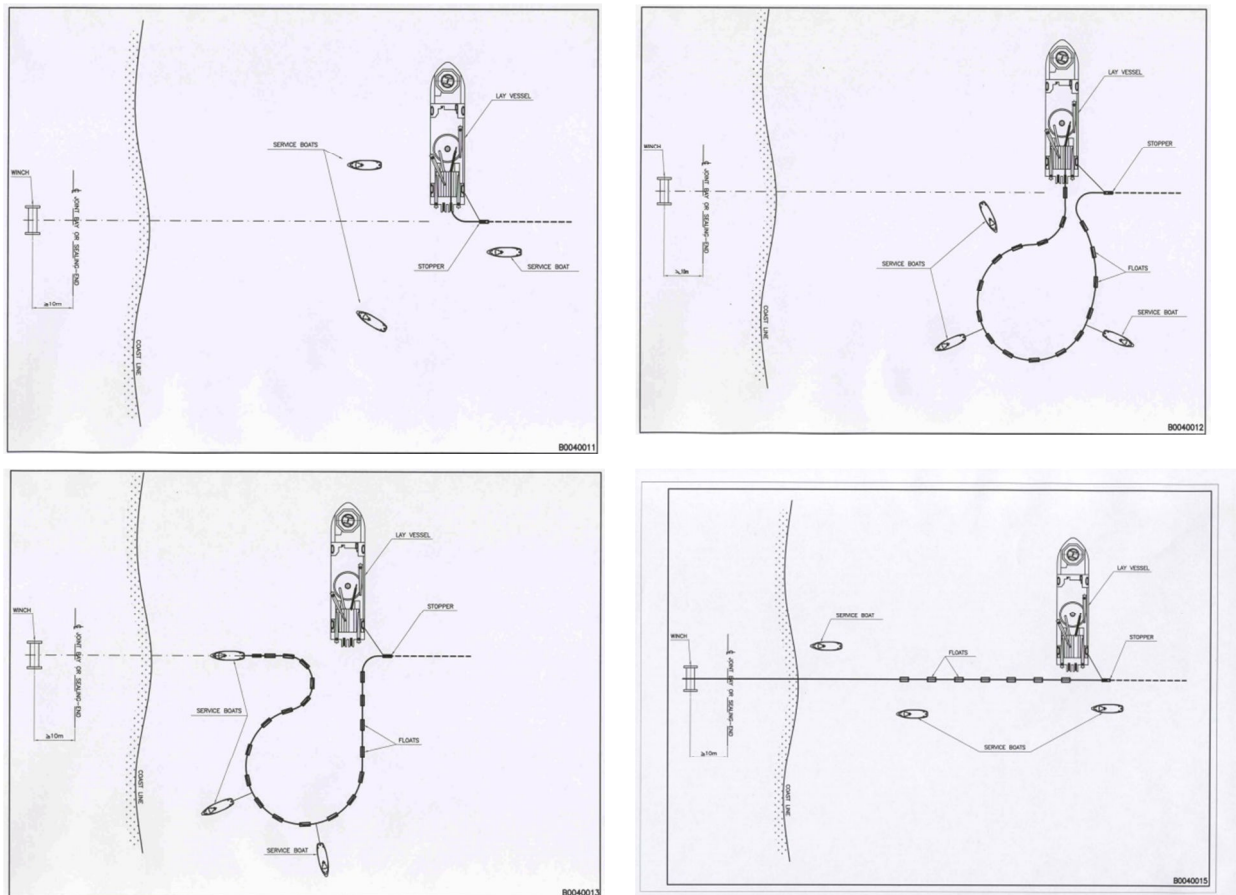 LAY VESSEL
SERVICE BOATS
WINCH
℄ JOINT BAY OR SEALING-END
≥10m
STOPPER
SERVICE BOAT
COAST LINE
B0040011
LAY VESSEL
STOPPER
WINCH
℄ JOINT BAY OR SEALING-END
SERVICE BOATS
FLOATS
SERVICE BOAT
COAST LINE
B0040012
LAY VESSEL
WINCH
STOPPER
℄ JOINT BAY OR SEALING-END
SERVICE BOATS
≥10m
FLOATS
COAST LINE
SERVICE BOAT
B0040013
LAY VESSEL
SERVICE BOAT
WINCH
FLOATS
STOPPER
℄ JOINT BAY OR SEALING-END
≥10m
SERVICE BOATS
COAST LINE
B0040015